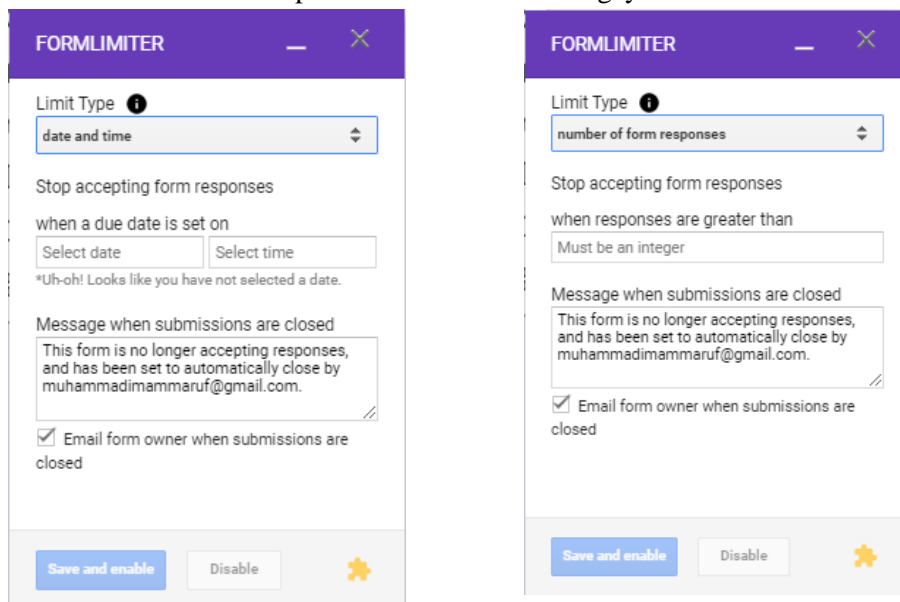 FORMLIMITER
Limit Type
date and time
Stop accepting form responses
when a due date is set on
Select date Select time
*Uh-oh! Looks like you have not selected a date.
Message when submissions are closed
This form is no longer accepting responses,
and has been set to automatically close by
muhammadimammaruf@gmail.com.
Email form owner when submissions are
closed
Save and enable Disable
FORMLIMITER
Limit Type
number of form responses
Stop accepting form responses
when responses are greater than
Must be an integer
Message when submissions are closed
This form is no longer accepting responses,
and has been set to automatically close by
muhammadimammaruf@gmail.com.
Email form owner when submissions are
closed
Save and enable Disable